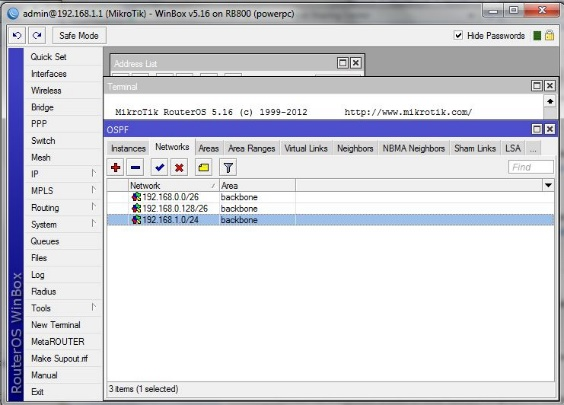 admin@192.168.1.1 (MikroTik) - WinBox v5.16 on RB800 (powerpc)
Safe Mode
Hide Passwords
Quick Set
Interfaces
Wireless
Bridge
PPP
Switch
Mesh
IP
MPLS
Routing
System
Queues
Files
Log
Radius
Tools
New Terminal
MetaROUTER
Make Supout.rif
Manual
Exit
RouterOS WinBox
Address List
Terminal
MikroTik RouterOS 5.16 (c) 1999-2012 http://www.mikrotik.com/
OSPF
Instances Networks Areas Area Ranges Virtual Links Neighbors NBMA Neighbors Sham Links LSA ...
Find
Network Area
192.168.0.0/26 backbone
192.168.0.128/26 backbone
192.168.1.0/24 backbone
3 items (1 selected)